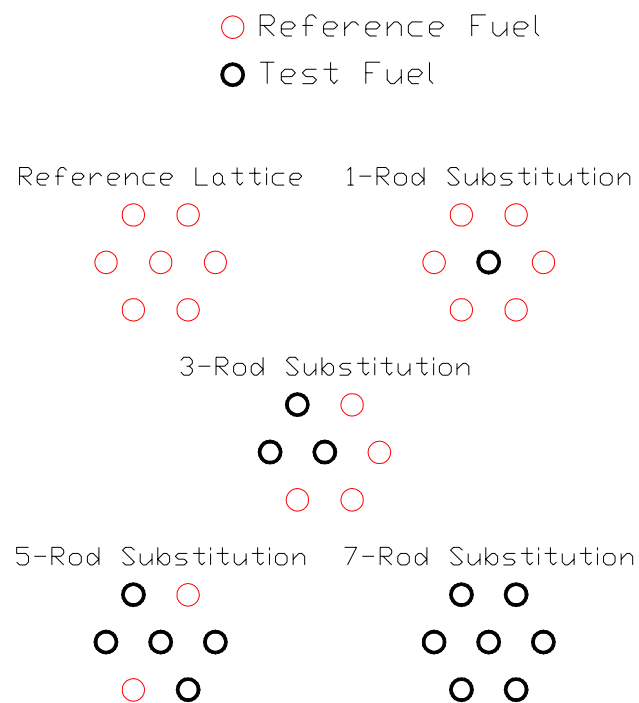 Reference Fuel
Test Fuel
Reference Lattice
1-Rod Substitution
3-Rod Substitution
5-Rod Substitution
7-Rod Substitution